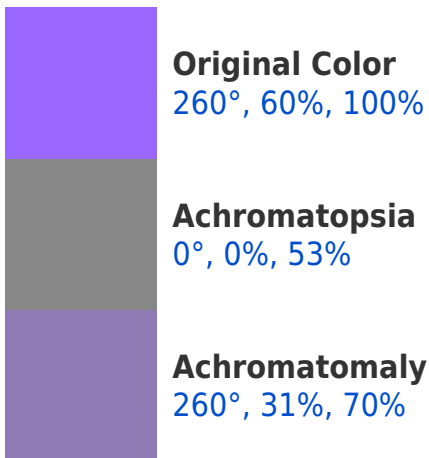 Original Color
260°, 60%, 100%
Achromatopsia
0°, 0%, 53%
Achromatomaly
260°, 31%, 70%